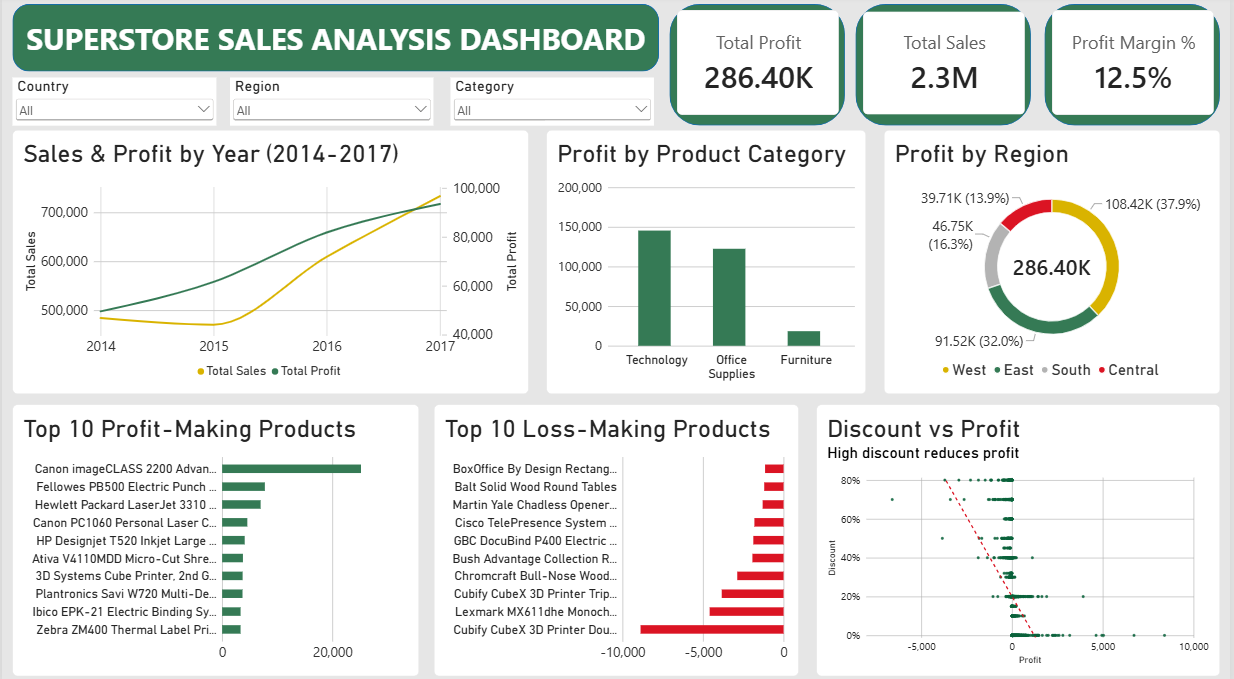 SUPERSTORE SALES ANALYSIS DASHBOARD
Total Profit
286.40K
Total Sales
2.3M
Profit Margin %
12.5%
Country
All
Region
All
Category
All
Sales & Profit by Year (2014-2017)
700,000
600,000
500,000
Total Sales
100,000
80,000
60,000
40,000
Total Profit
2014 2015 2016 2017
Total Sales Total Profit
Profit by Product Category
200,000
150,000
100,000
50,000
0
Technology
Office
Supplies
Furniture
Profit by Region
39.71K (13.9%)
108.42K (37.9%)
46.75K
(16.3%)
286.40K
91.52K (32.0%)
West East South Central
Top 10 Profit-Making Products
Canon imageCLASS 2200 Advan...
Fellowes PB500 Electric Punch ...
Hewlett Packard LaserJet 3310 ...
Canon PC1060 Personal Laser C...
HP Designjet T520 Inkjet Large ...
Ativa V4110MDD Micro-Cut Shre...
3D Systems Cube Printer, 2nd G...
Plantronics Savi W720 Multi-De...
Ibico EPK-21 Electric Binding Sy...
Zebra ZM400 Thermal Label Pri...
0 20,000
Top 10 Loss-Making Products
BoxOffice By Design Rectang...
Balt Solid Wood Round Tables
Martin Yale Chadless Opener...
Cisco TelePresence System ...
GBC DocuBind P400 Electric ...
Bush Advantage Collection R...
Chromcraft Bull-Nose Wood...
Cubify CubeX 3D Printer Trip...
Lexmark MX611dhe Monoch...
Cubify CubeX 3D Printer Dou...
-10,000 -5,000 0
Discount vs Profit
High discount reduces profit
80%
60%
40%
20%
0%
Discount
-5,000 0 5,000 10,000
Profit